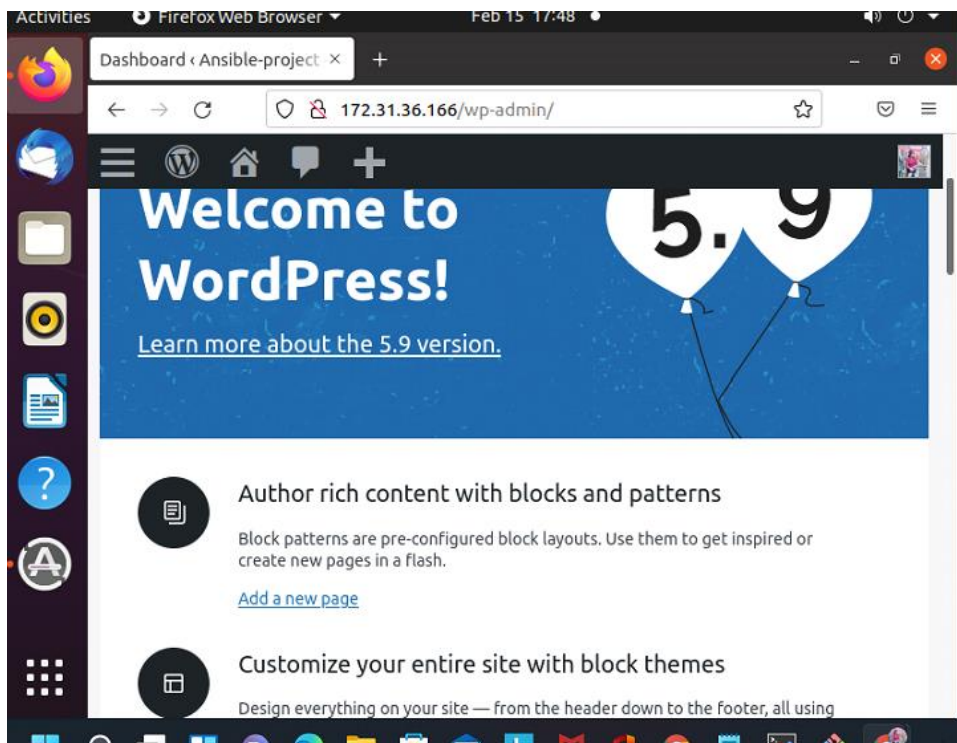 Activities Firefox Web Browser Feb 15 17:48
Dashboard ‹ Ansible-project
172.31.36.166/wp-admin/
Welcome to
WordPress!
5.9
Learn more about the 5.9 version.
Author rich content with blocks and patterns
Block patterns are pre-configured block layouts. Use them to get inspired or
create new pages in a flash.
Add a new page
Customize your entire site with block themes
Design everything on your site — from the header down to the footer, all using